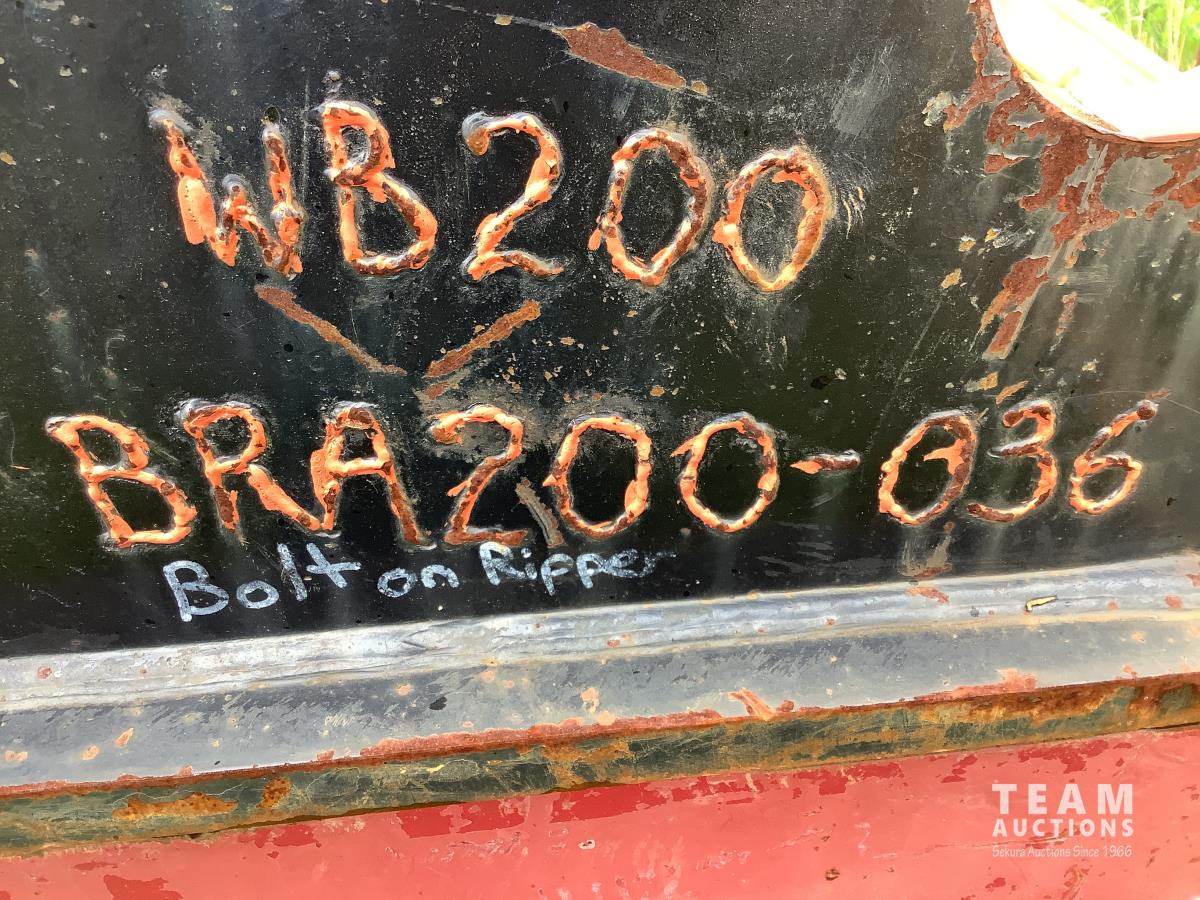 WB200
BRA200-036
Bolt on Ripper
TEAM
AUCTIONS
Sekura Auctions Since 1966